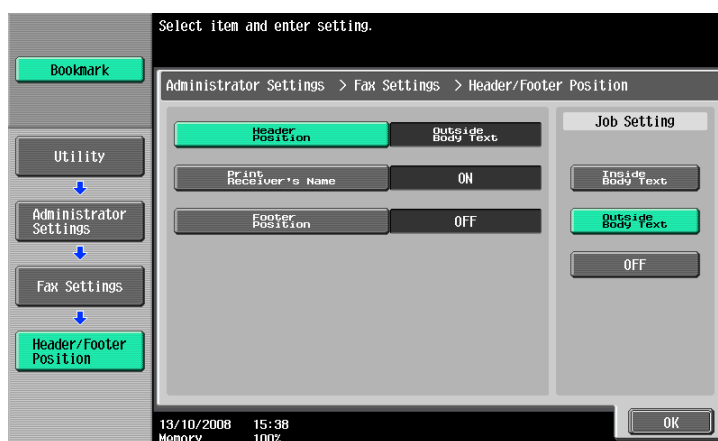 Select item and enter setting.
Bookmark
Administrator Settings > Fax Settings > Header/Footer Position
Utility
Administrator
Settings
Fax Settings
Header/Footer
Position
Header
Position
Outside
Body Text
Print
Receiver's Name
ON
Footer
Position
OFF
Job Setting
Inside
Body Text
Outside
Body Text
OFF
13/10/2008 15:38
Memory 100%
OK